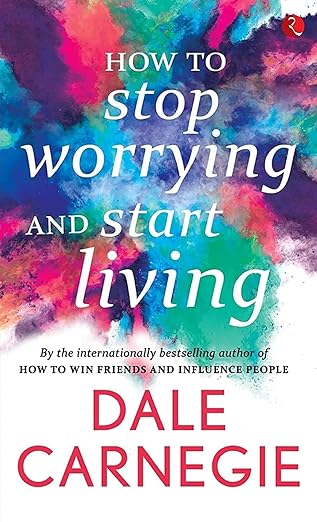 R
HOW TO
stop
worrying
AND start
living
By the internationally bestselling author of
HOW TO WIN FRIENDS AND INFLUENCE PEOPLE
DALE
CARNEGIE